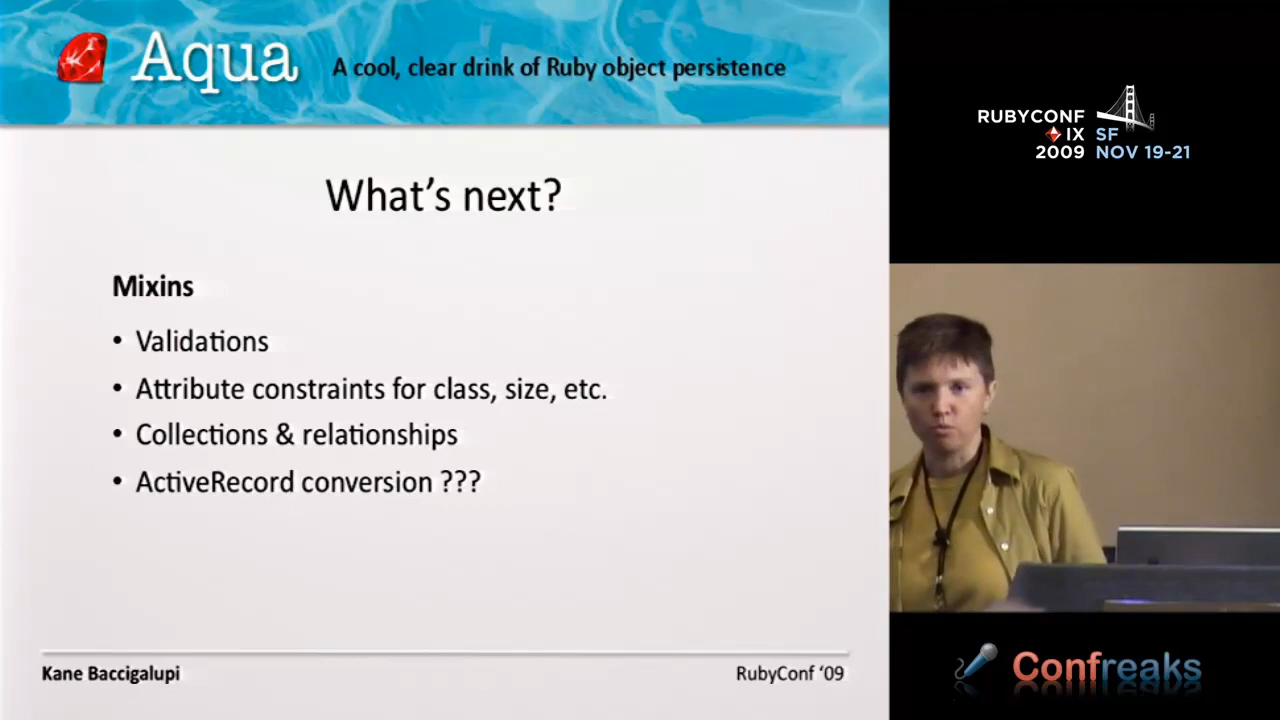 Aqua
A cool, clear drink of Ruby object persistence
What's next?
Mixins
• Validations
• Attribute constraints for class, size, etc.
• Collections & relationships
• ActiveRecord conversion ???
Kane Baccigalupi
RubyConf '09
RUBYCONF
IX SF
2009 NOV 19-21
Confreaks